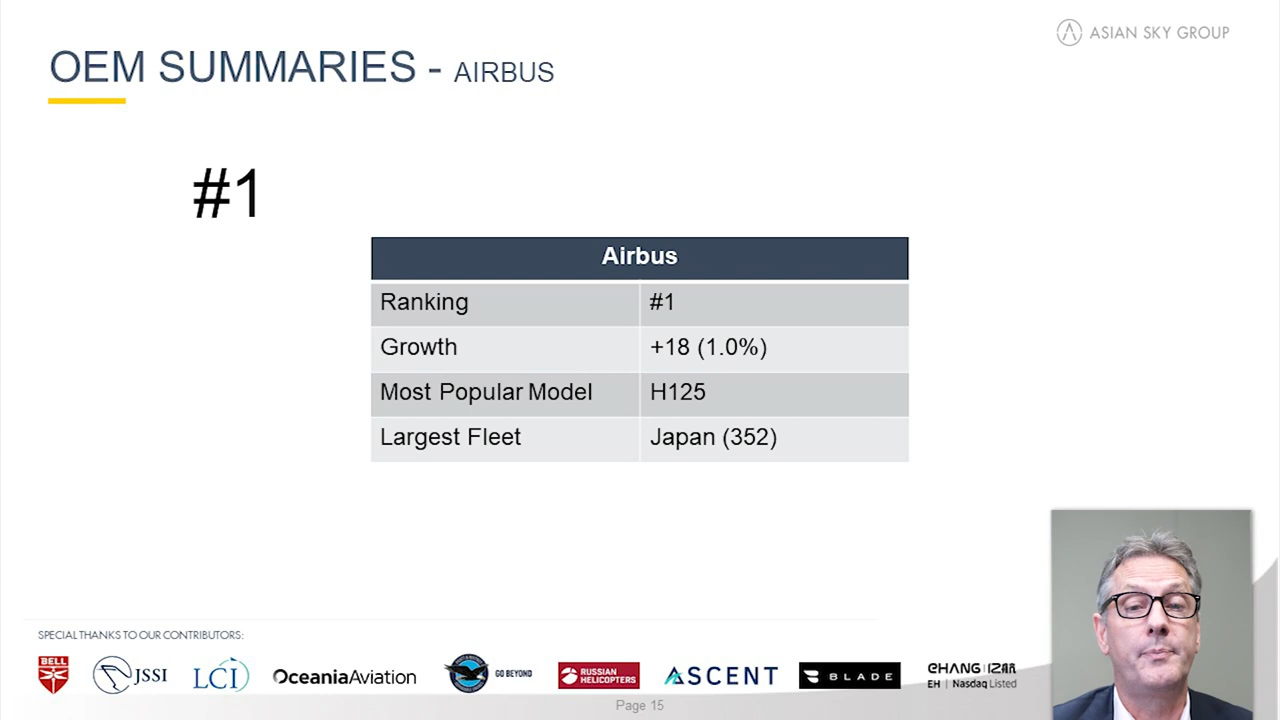 ASIAN SKY GROUP
OEM SUMMARIES - AIRBUS
#1
Airbus
Ranking #1
Growth +18 (1.0%)
Most Popular Model H125
Largest Fleet Japan (352)
SPECIAL THANKS TO OUR CONTRIBUTORS:
BELL
JSSI
LCI
OceaniaAviation
GO BEYOND
RUSSIAN
HELICOPTERS
ASCENT
BLADE
EHANG 亿航
EH | Nasdaq Listed
Page 15